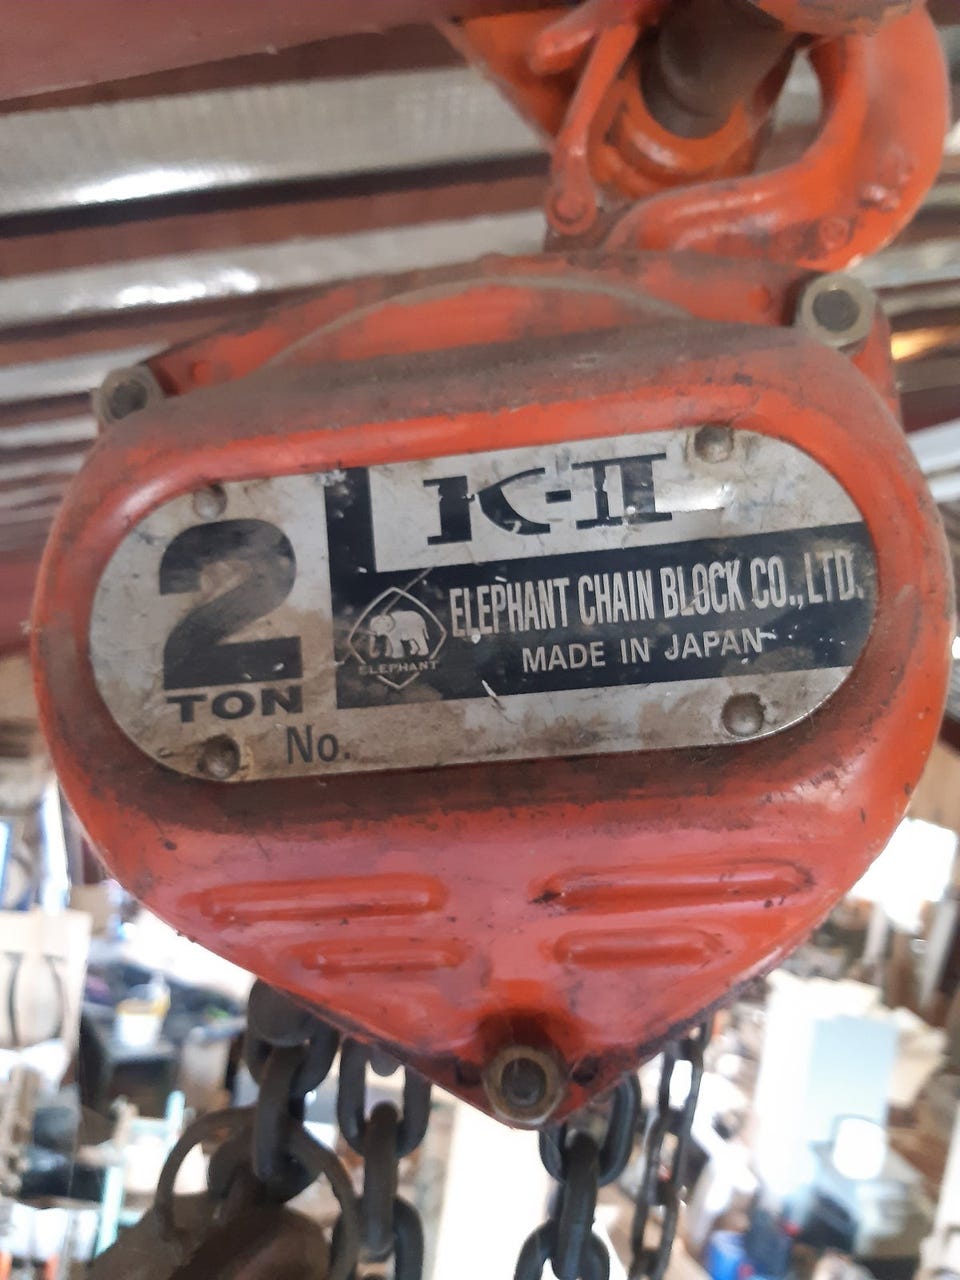 K-II
2
TON
ELEPHANT CHAIN BLOCK CO., LTD.
ELEPHANT
MADE IN JAPAN
No.